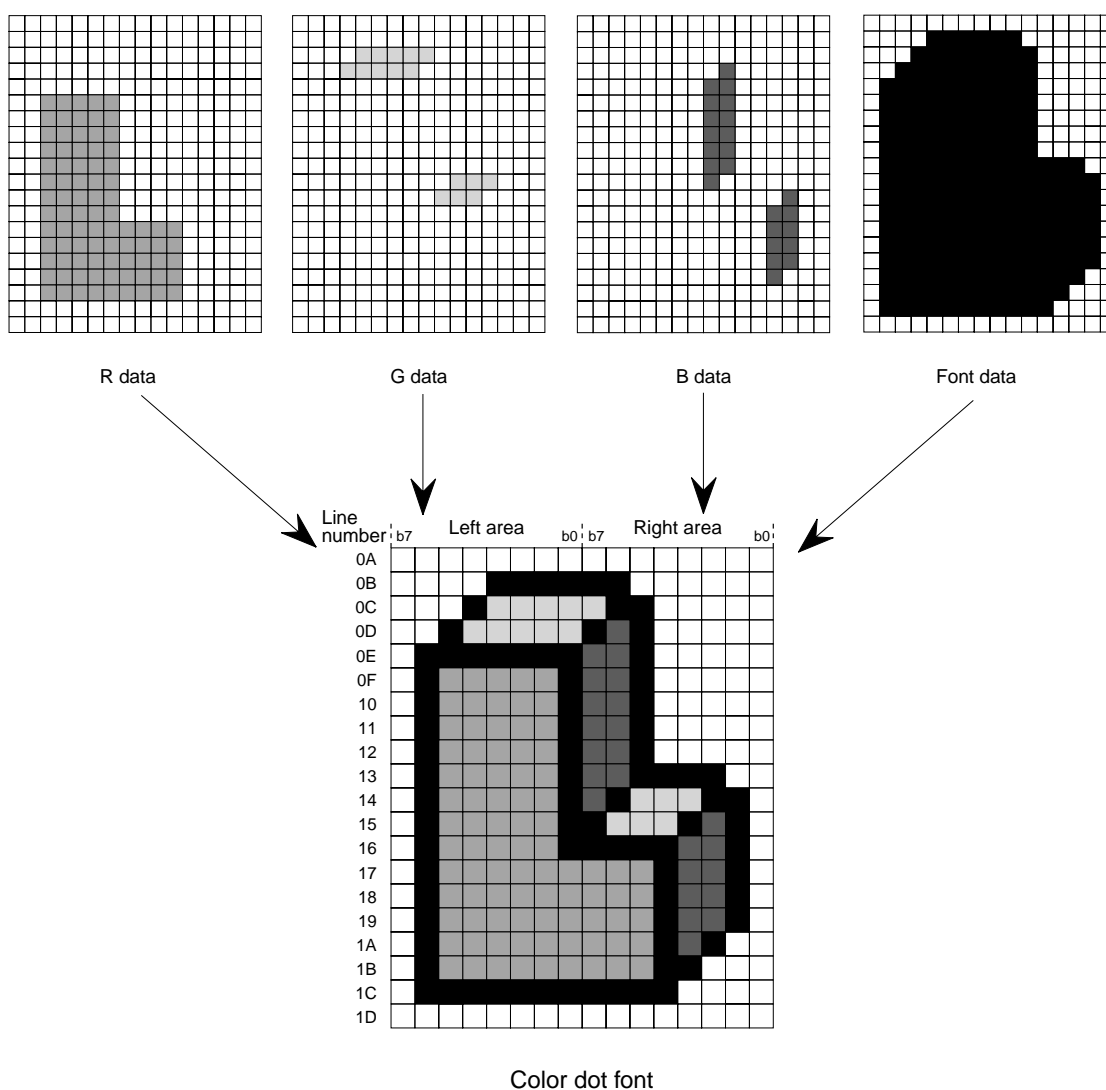 R data
G data
B data
Font data
Line
number
b7
Left area
b0
b7
Right area
b0
0A
0B
0C
0D
0E
0F
10
11
12
13
14
15
16
17
18
19
1A
1B
1C
1D
Color dot font